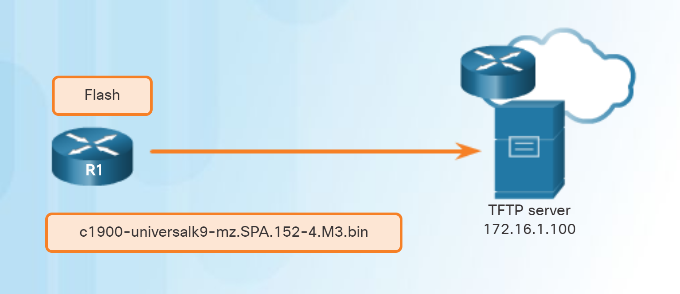 Flash
R1
c1900-universalk9-mz.SPA.152-4.M3.bin
TFTP server
172.16.1.100